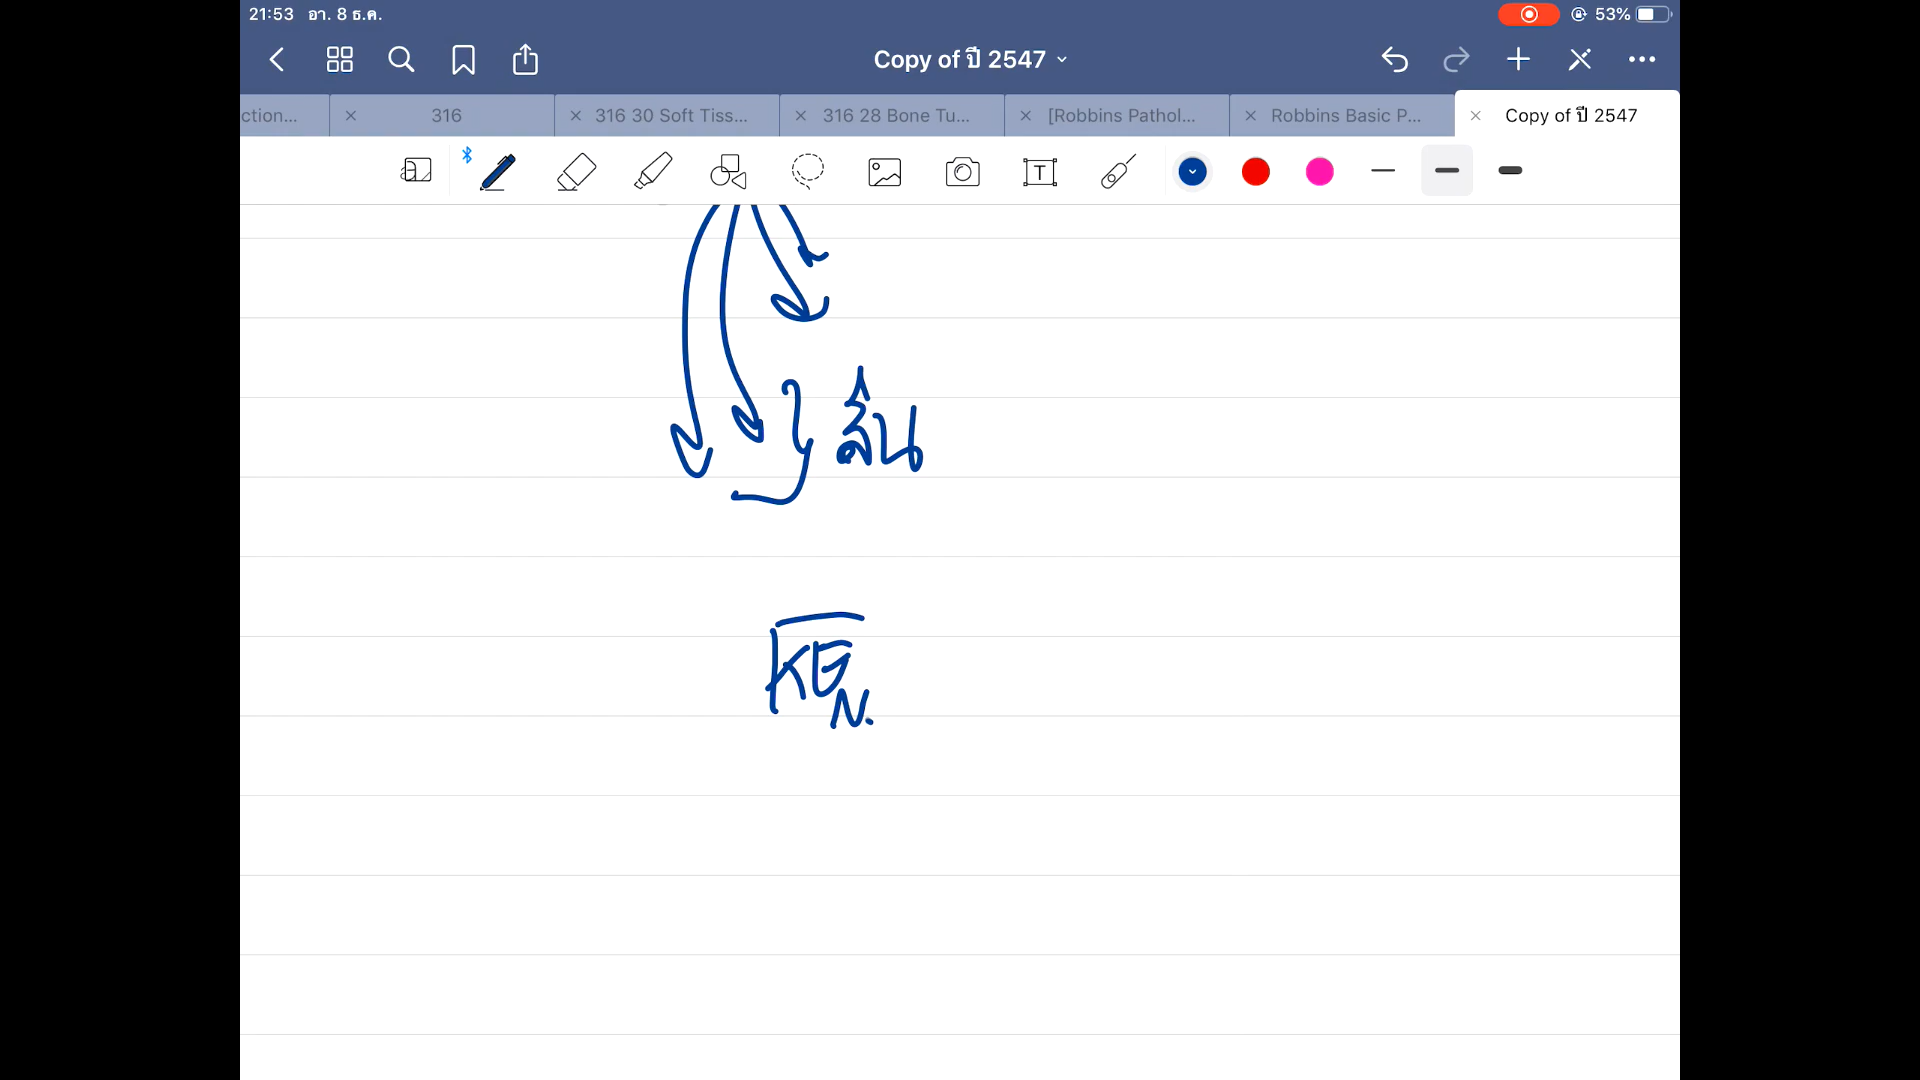 21:53 อา. 8 ธ.ค. 53%
Copy of ปี 2547
ction... 316 316 30 Soft Tiss... 316 28 Bone Tu... [Robbins Pathol... Robbins Basic P... Copy of ปี 2547
a T
สั้น
KE
N.